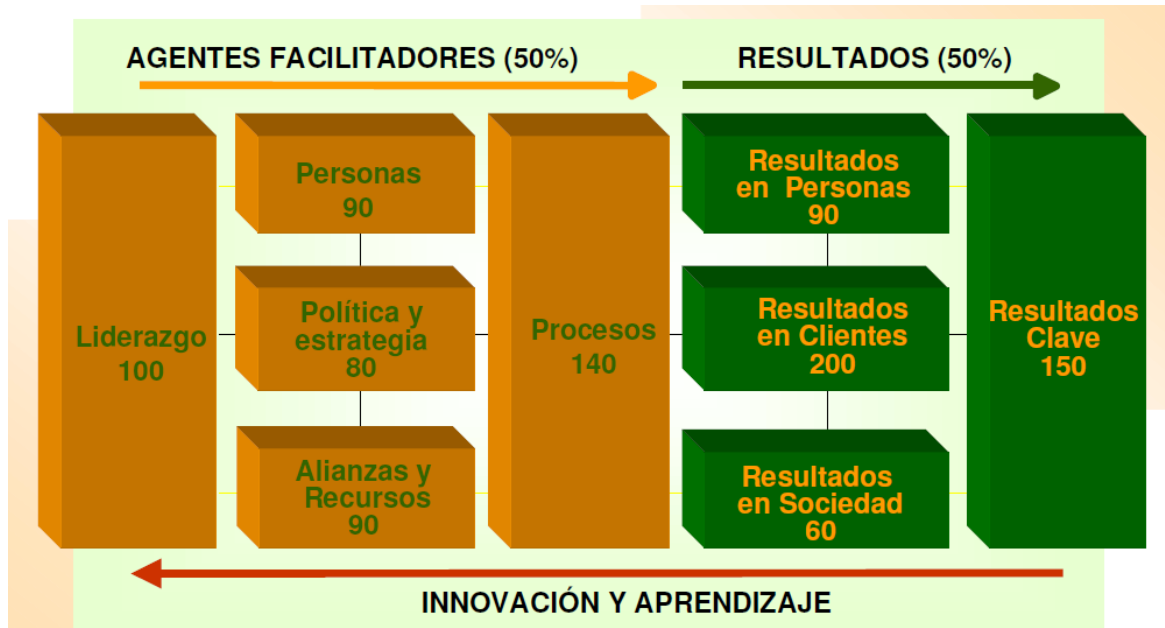 AGENTES FACILITADORES (50%)
RESULTADOS (50%)
Liderazgo
100
Personas
90
Política y
estrategia
80
Alianzas y
Recursos
90
Procesos
140
Resultados
en Personas
90
Resultados
en Clientes
200
Resultados
en Sociedad
60
Resultados
Clave
150
INNOVACIÓN Y APRENDIZAJE